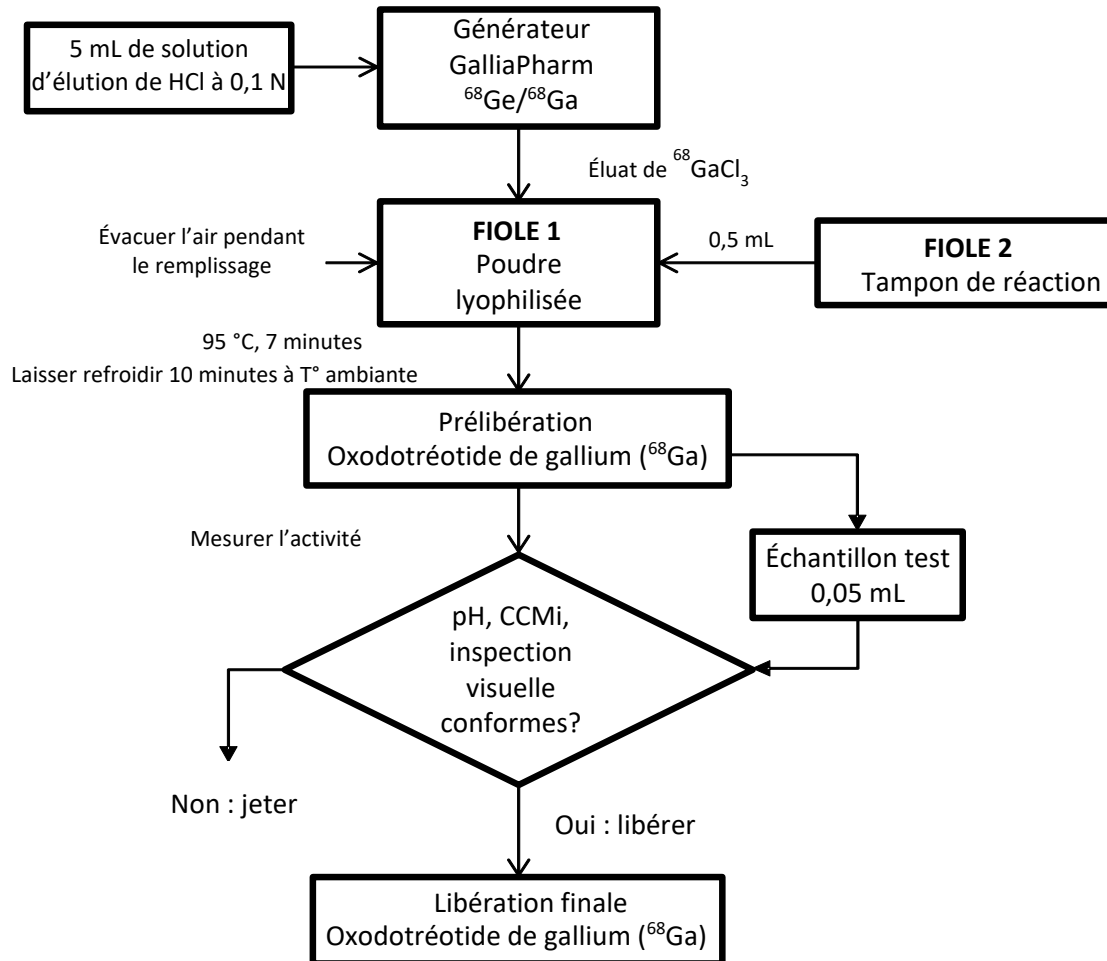 5 mL de solution
d’élution de HCl à 0,1 N
Générateur
GalliaPharm
⁶⁸Ge/⁶⁸Ga
Éluat de ⁶⁸GaCl₃
Évacuer l’air pendant
le remplissage
FIOLE 1
Poudre
lyophilisée
0,5 mL
FIOLE 2
Tampon de réaction
95 °C, 7 minutes
Laisser refroidir 10 minutes à T° ambiante
Prélibération
Oxodotréotide de gallium (⁶⁸Ga)
Mesurer l’activité
Échantillon test
0,05 mL
pH, CCMi,
inspection
visuelle
conformes?
Non : jeter
Oui : libérer
Libération finale
Oxodotréotide de gallium (⁶⁸Ga)